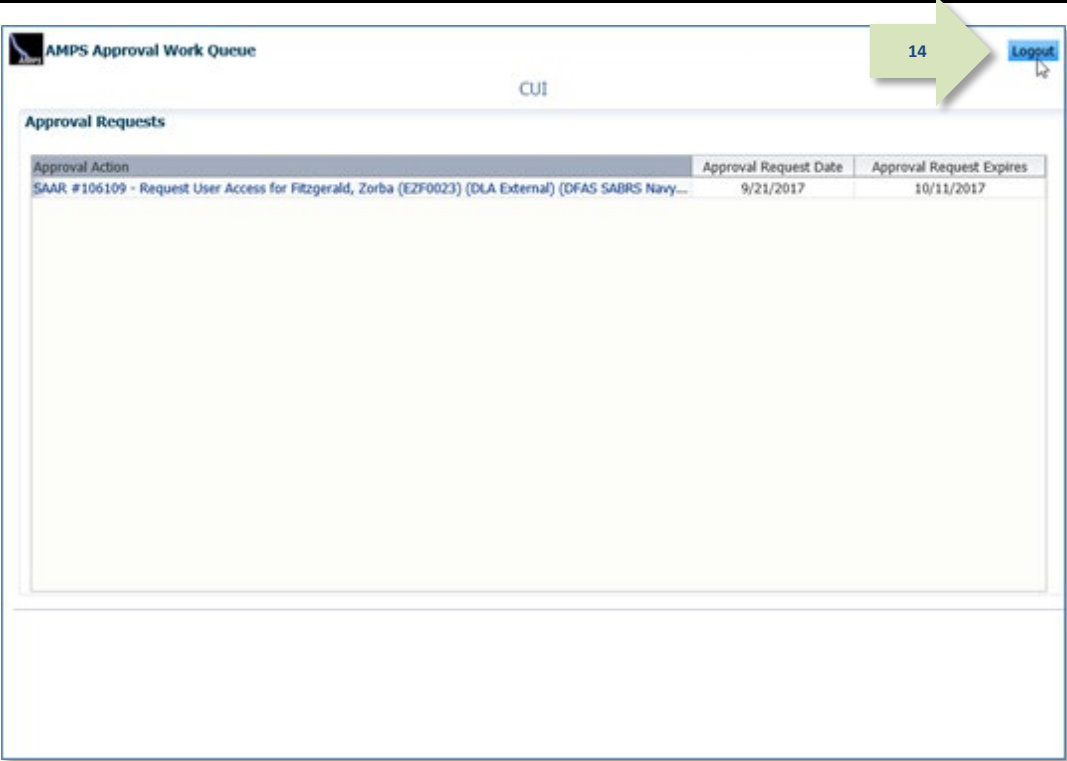 AMPS
AMPS Approval Work Queue
14
Logout
CUI
Approval Requests
Approval Action Approval Request Date Approval Request Expires
SAAR #106109 - Request User Access for Fitzgerald, Zorba (EZF0023) (DLA External) (DFAS SABRS Navy... 9/21/2017 10/11/2017